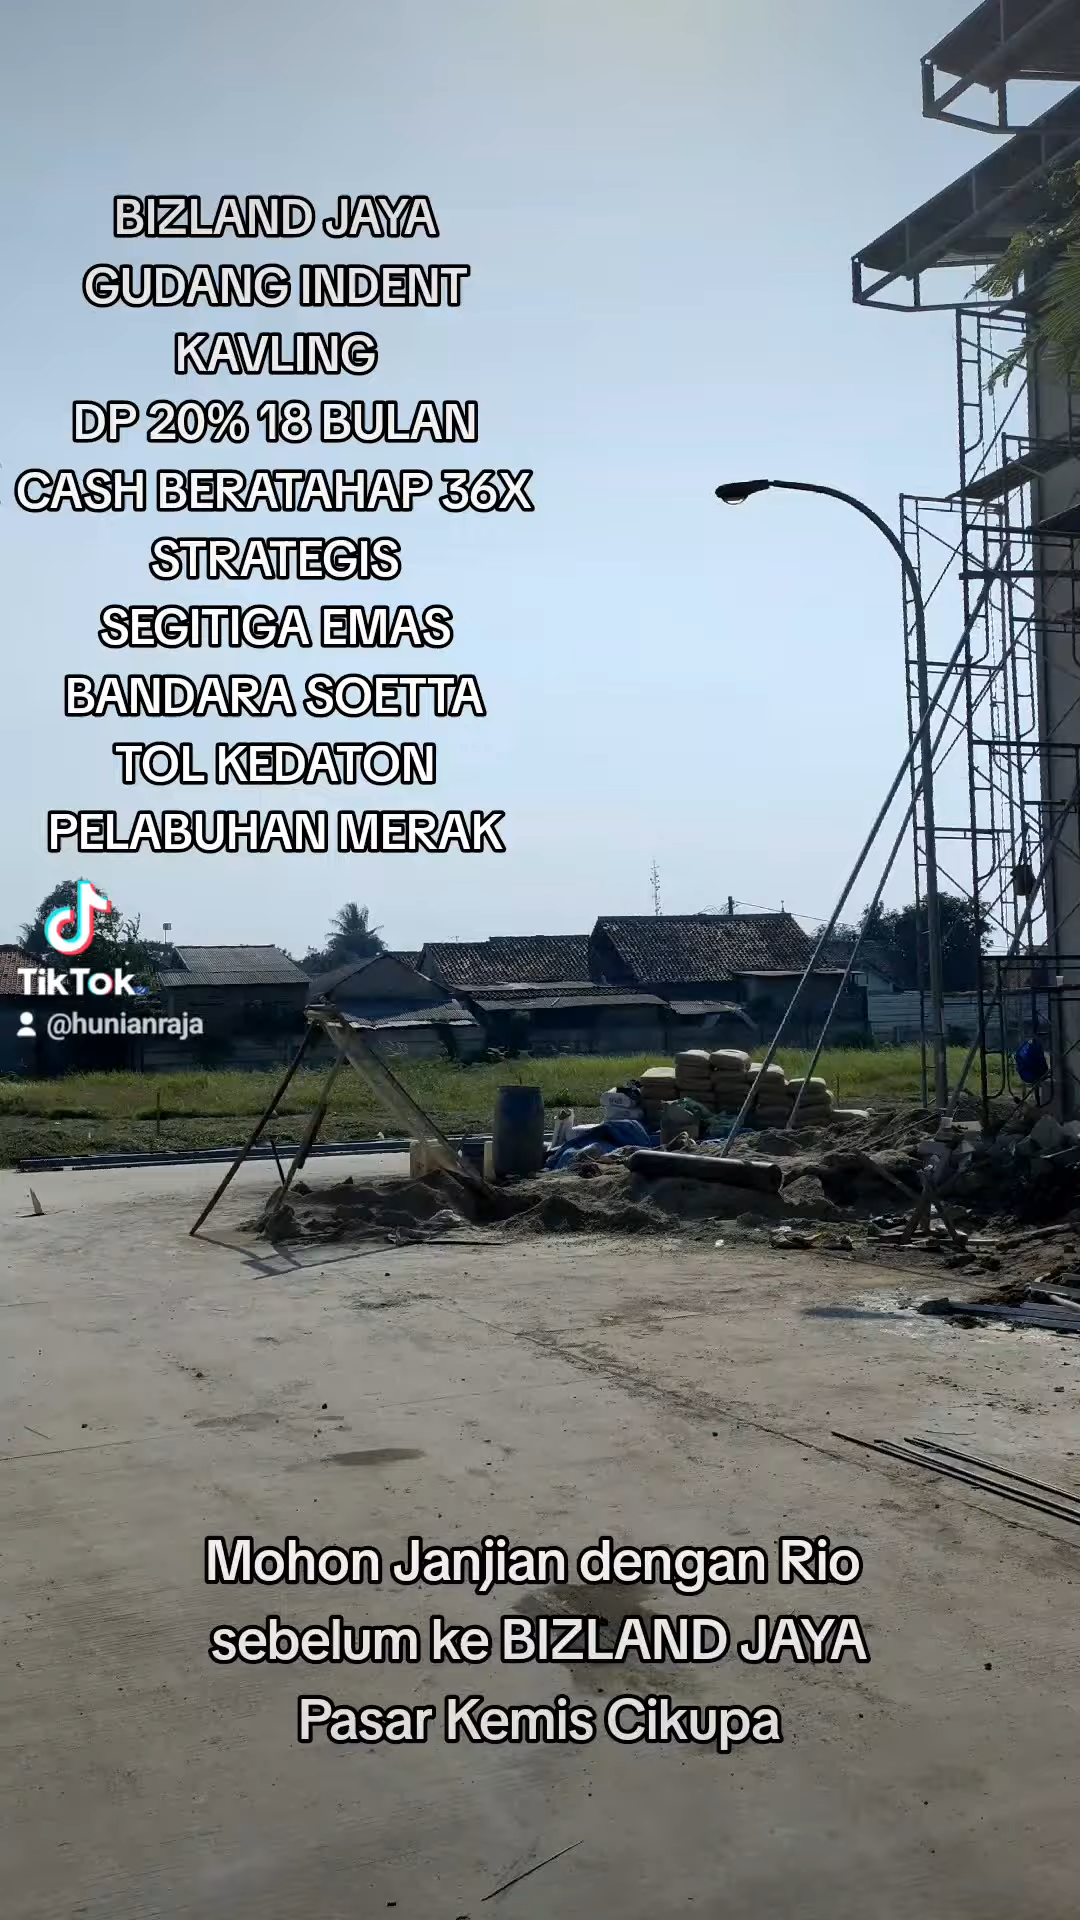 BIZLAND JAYA
GUDANG INDENT
KAVLING
DP 20% 18 BULAN
CASH BERATAHAP 36X
STRATEGIS
SEGITIGA EMAS
BANDARA SOETTA
TOL KEDATON
PELABUHAN MERAK
TikTok
@hunianraja
Mohon Janjian dengan Rio
sebelum ke BIZLAND JAYA
Pasar Kemis Cikupa